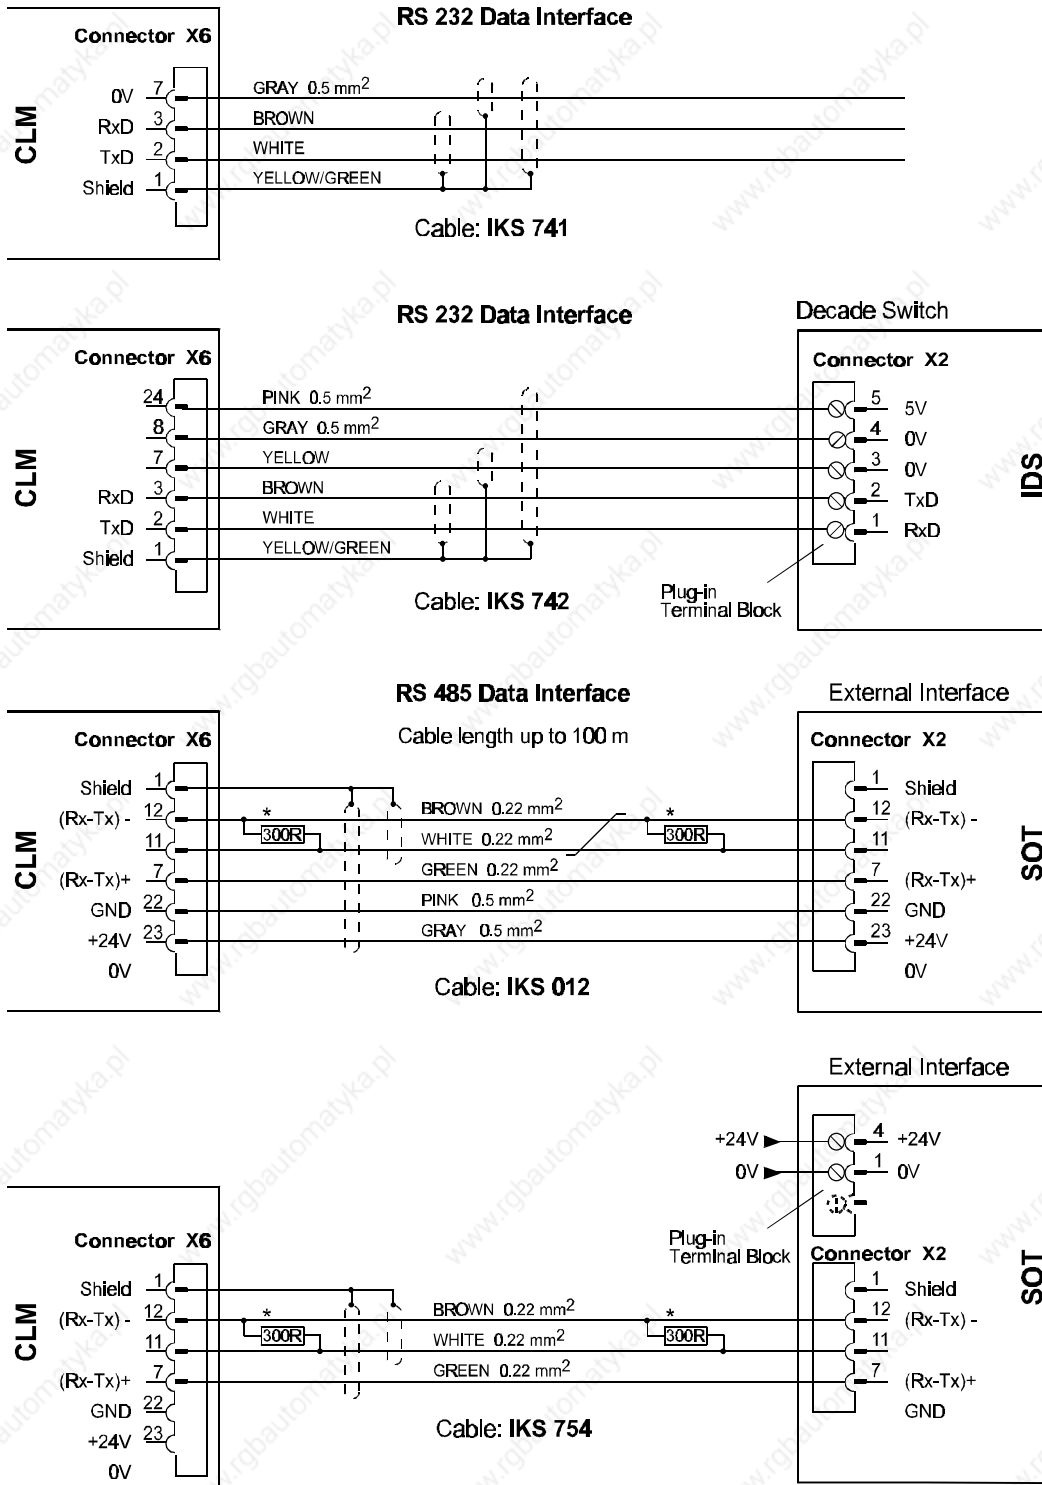 RS 232 Data Interface
Connector X6
CLM
0V 7 GRAY 0.5 mm2
RxD 3 BROWN
TxD 2 WHITE
Shield 1 YELLOW/GREEN
Cable: IKS 741
RS 232 Data Interface
Decade Switch
Connector X6
Connector X2
CLM
IDS
24 PINK 0.5 mm2 5 5V
8 GRAY 0.5 mm2 4 0V
7 YELLOW 3 0V
RxD 3 BROWN 2 TxD
TxD 2 WHITE 1 RxD
Shield 1 YELLOW/GREEN
Plug-in
Terminal Block
Cable: IKS 742
RS 485 Data Interface
External Interface
Cable length up to 100 m
Connector X6
Connector X2
CLM
SOT
Shield 1 1 Shield
(Rx-Tx) - 12 * BROWN 0.22 mm2 * 12 (Rx-Tx) -
11 300R WHITE 0.22 mm2 300R 11
(Rx-Tx)+ 7 GREEN 0.22 mm2 7 (Rx-Tx)+
GND 22 PINK 0.5 mm2 22 GND
+24V 23 GRAY 0.5 mm2 23 +24V
0V 0V
Cable: IKS 012
External Interface
+24V 4 +24V
0V 1 0V
Plug-in
Terminal Block
Connector X6
Connector X2
CLM
SOT
Shield 1 1 Shield
(Rx-Tx) - 12 * BROWN 0.22 mm2 * 12 (Rx-Tx) -
11 300R WHITE 0.22 mm2 300R 11
(Rx-Tx)+ 7 GREEN 0.22 mm2 7 (Rx-Tx)+
GND 22 GND
+24V 23
0V
Cable: IKS 754
www.rgbautomatyka.pl